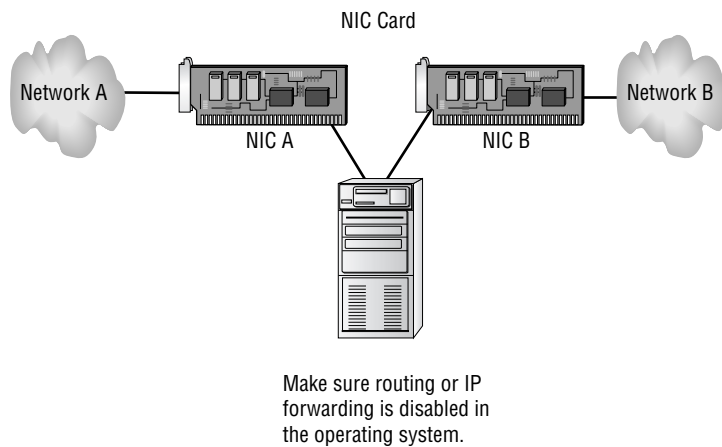 NIC Card
Network A
NIC A
NIC B
Network B
Make sure routing or IP
forwarding is disabled in
the operating system.